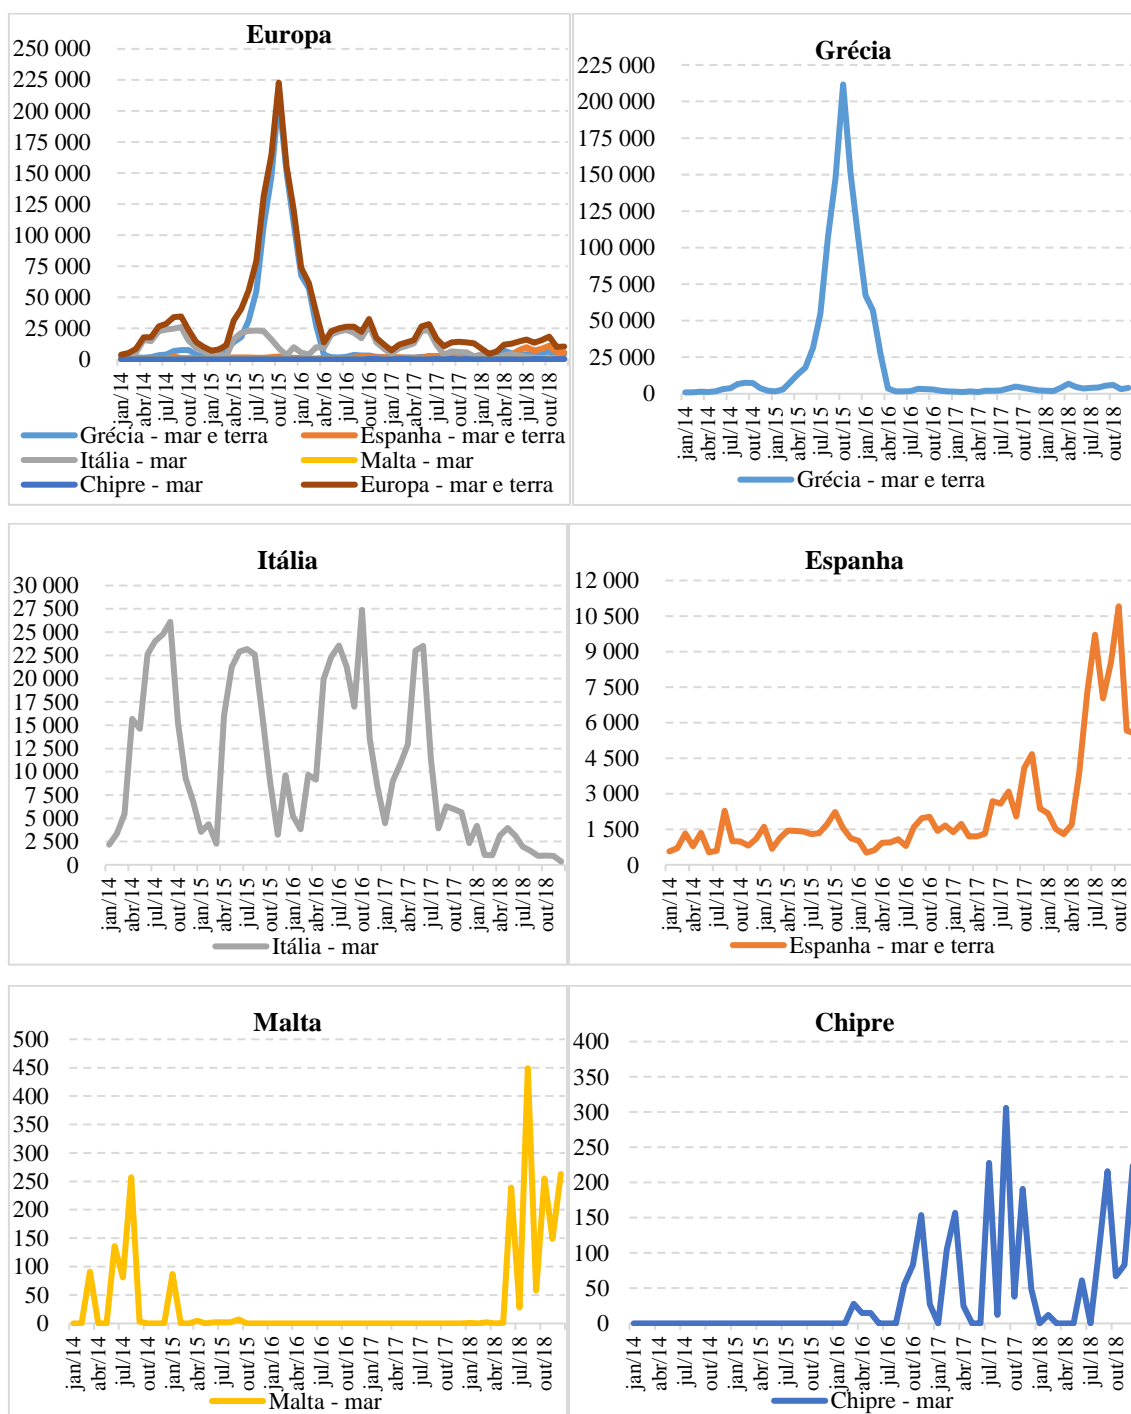 Europa
250 000
225 000
200 000
175 000
150 000
125 000
100 000
75 000
50 000
25 000
0
jan/14
abr/14
jul/14
out/14
jan/15
abr/15
jul/15
out/15
jan/16
abr/16
jul/16
out/16
jan/17
abr/17
jul/17
out/17
jan/18
abr/18
jul/18
out/18
Grécia - mar e terra
Espanha - mar e terra
Itália - mar
Malta - mar
Chipre - mar
Europa - mar e terra
Grécia
225 000
200 000
175 000
150 000
125 000
100 000
75 000
50 000
25 000
0
jan/14
abr/14
jul/14
out/14
jan/15
abr/15
jul/15
out/15
jan/16
abr/16
jul/16
out/16
jan/17
abr/17
jul/17
out/17
jan/18
abr/18
jul/18
out/18
Grécia - mar e terra
Itália
30 000
27 500
25 000
22 500
20 000
17 500
15 000
12 500
10 000
7 500
5 000
2 500
0
jan/14
abr/14
jul/14
out/14
jan/15
abr/15
jul/15
out/15
jan/16
abr/16
jul/16
out/16
jan/17
abr/17
jul/17
out/17
jan/18
abr/18
jul/18
out/18
Itália - mar
Espanha
12 000
10 500
9 000
7 500
6 000
4 500
3 000
1 500
0
jan/14
abr/14
jul/14
out/14
jan/15
abr/15
jul/15
out/15
jan/16
abr/16
jul/16
out/16
jan/17
abr/17
jul/17
out/17
jan/18
abr/18
jul/18
out/18
Espanha - mar e terra
Malta
500
450
400
350
300
250
200
150
100
50
0
jan/14
abr/14
jul/14
out/14
jan/15
abr/15
jul/15
out/15
jan/16
abr/16
jul/16
out/16
jan/17
abr/17
jul/17
out/17
jan/18
abr/18
jul/18
out/18
Malta - mar
Chipre
400
350
300
250
200
150
100
50
0
jan/14
abr/14
jul/14
out/14
jan/15
abr/15
jul/15
out/15
jan/16
abr/16
jul/16
out/16
jan/17
abr/17
jul/17
out/17
jan/18
abr/18
jul/18
out/18
Chipre - mar